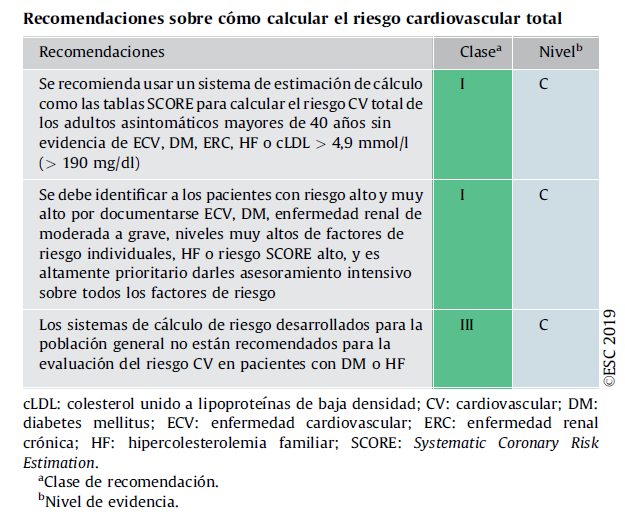 Recomendaciones sobre cómo calcular el riesgo cardiovascular total
Recomendaciones Claseᵃ Nivelᵇ
Se recomienda usar un sistema de estimación de cálculo I C
como las tablas SCORE para calcular el riesgo CV total de
los adultos asintomáticos mayores de 40 años sin
evidencia de ECV, DM, ERC, HF o cLDL > 4,9 mmol/l
(> 190 mg/dl)
Se debe identificar a los pacientes con riesgo alto y muy I C
alto por documentarse ECV, DM, enfermedad renal de
moderada a grave, niveles muy altos de factores de
riesgo individuales, HF o riesgo SCORE alto, y es
altamente prioritario darles asesoramiento intensivo
sobre todos los factores de riesgo
Los sistemas de cálculo de riesgo desarrollados para la III C
población general no están recomendados para la
evaluación del riesgo CV en pacientes con DM o HF
©ESC 2019
cLDL: colesterol unido a lipoproteínas de baja densidad; CV: cardiovascular; DM:
diabetes mellitus; ECV: enfermedad cardiovascular; ERC: enfermedad renal
crónica; HF: hipercolesterolemia familiar; SCORE: Systematic Coronary Risk
Estimation.
ᵃClase de recomendación.
ᵇNivel de evidencia.